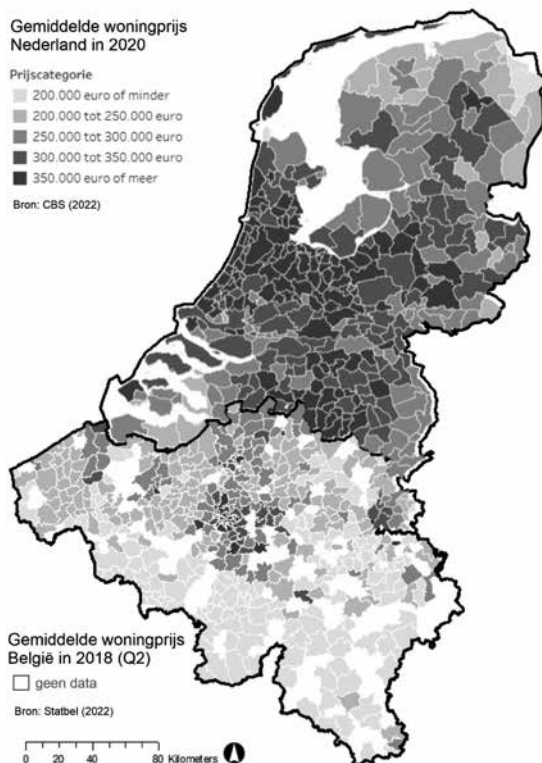 Gemiddelde woningprijs
Nederland in 2020
Prijscategorie
200.000 euro of minder
200.000 tot 250.000 euro
250.000 tot 300.000 euro
300.000 tot 350.000 euro
350.000 euro of meer
Bron: CBS (2022)
Gemiddelde woningprijs
België in 2018 (Q2)
geen data
Bron: Statbel (2022)
0 20 40 80 Kilometers